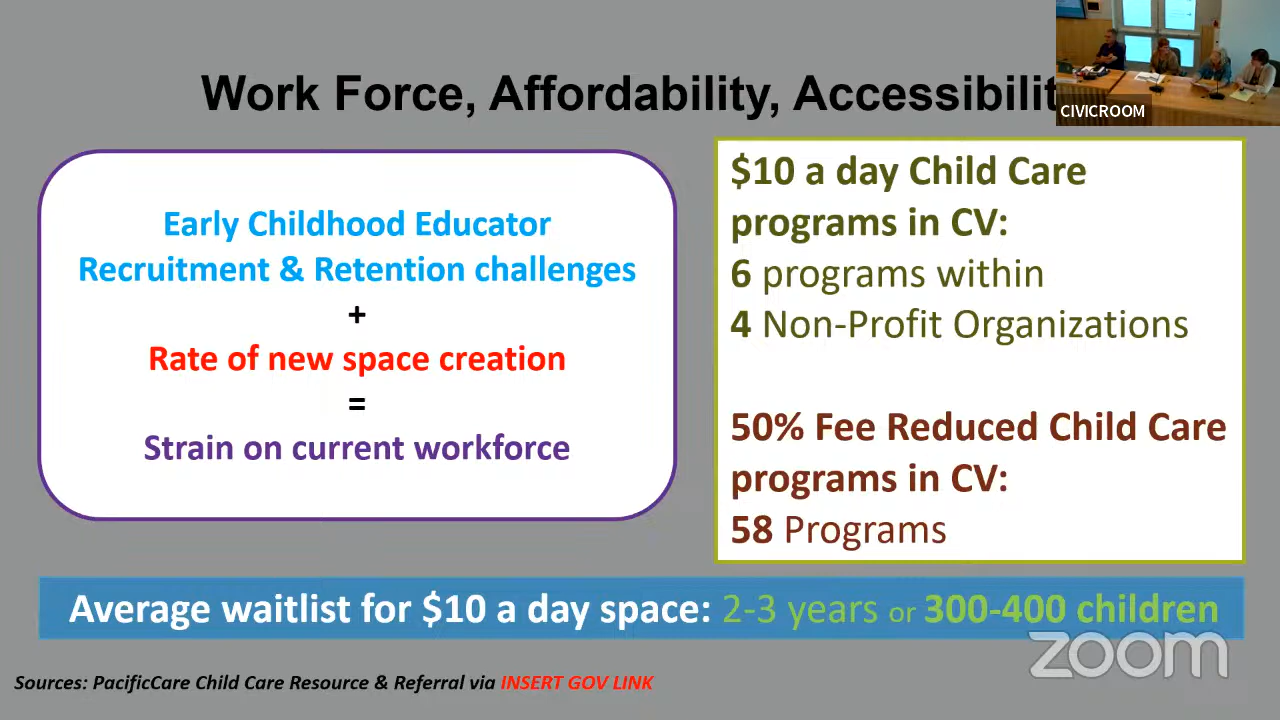 Work Force, Affordability, Accessibilit
CIVICROOM
Early Childhood Educator
Recruitment & Retention challenges
+
Rate of new space creation
=
Strain on current workforce
$10 a day Child Care
programs in CV:
6 programs within
4 Non-Profit Organizations
50% Fee Reduced Child Care
programs in CV:
58 Programs
Average waitlist for $10 a day space: 2-3 years or 300-400 children
zoom
Sources: PacificCare Child Care Resource & Referral via INSERT GOV LINK